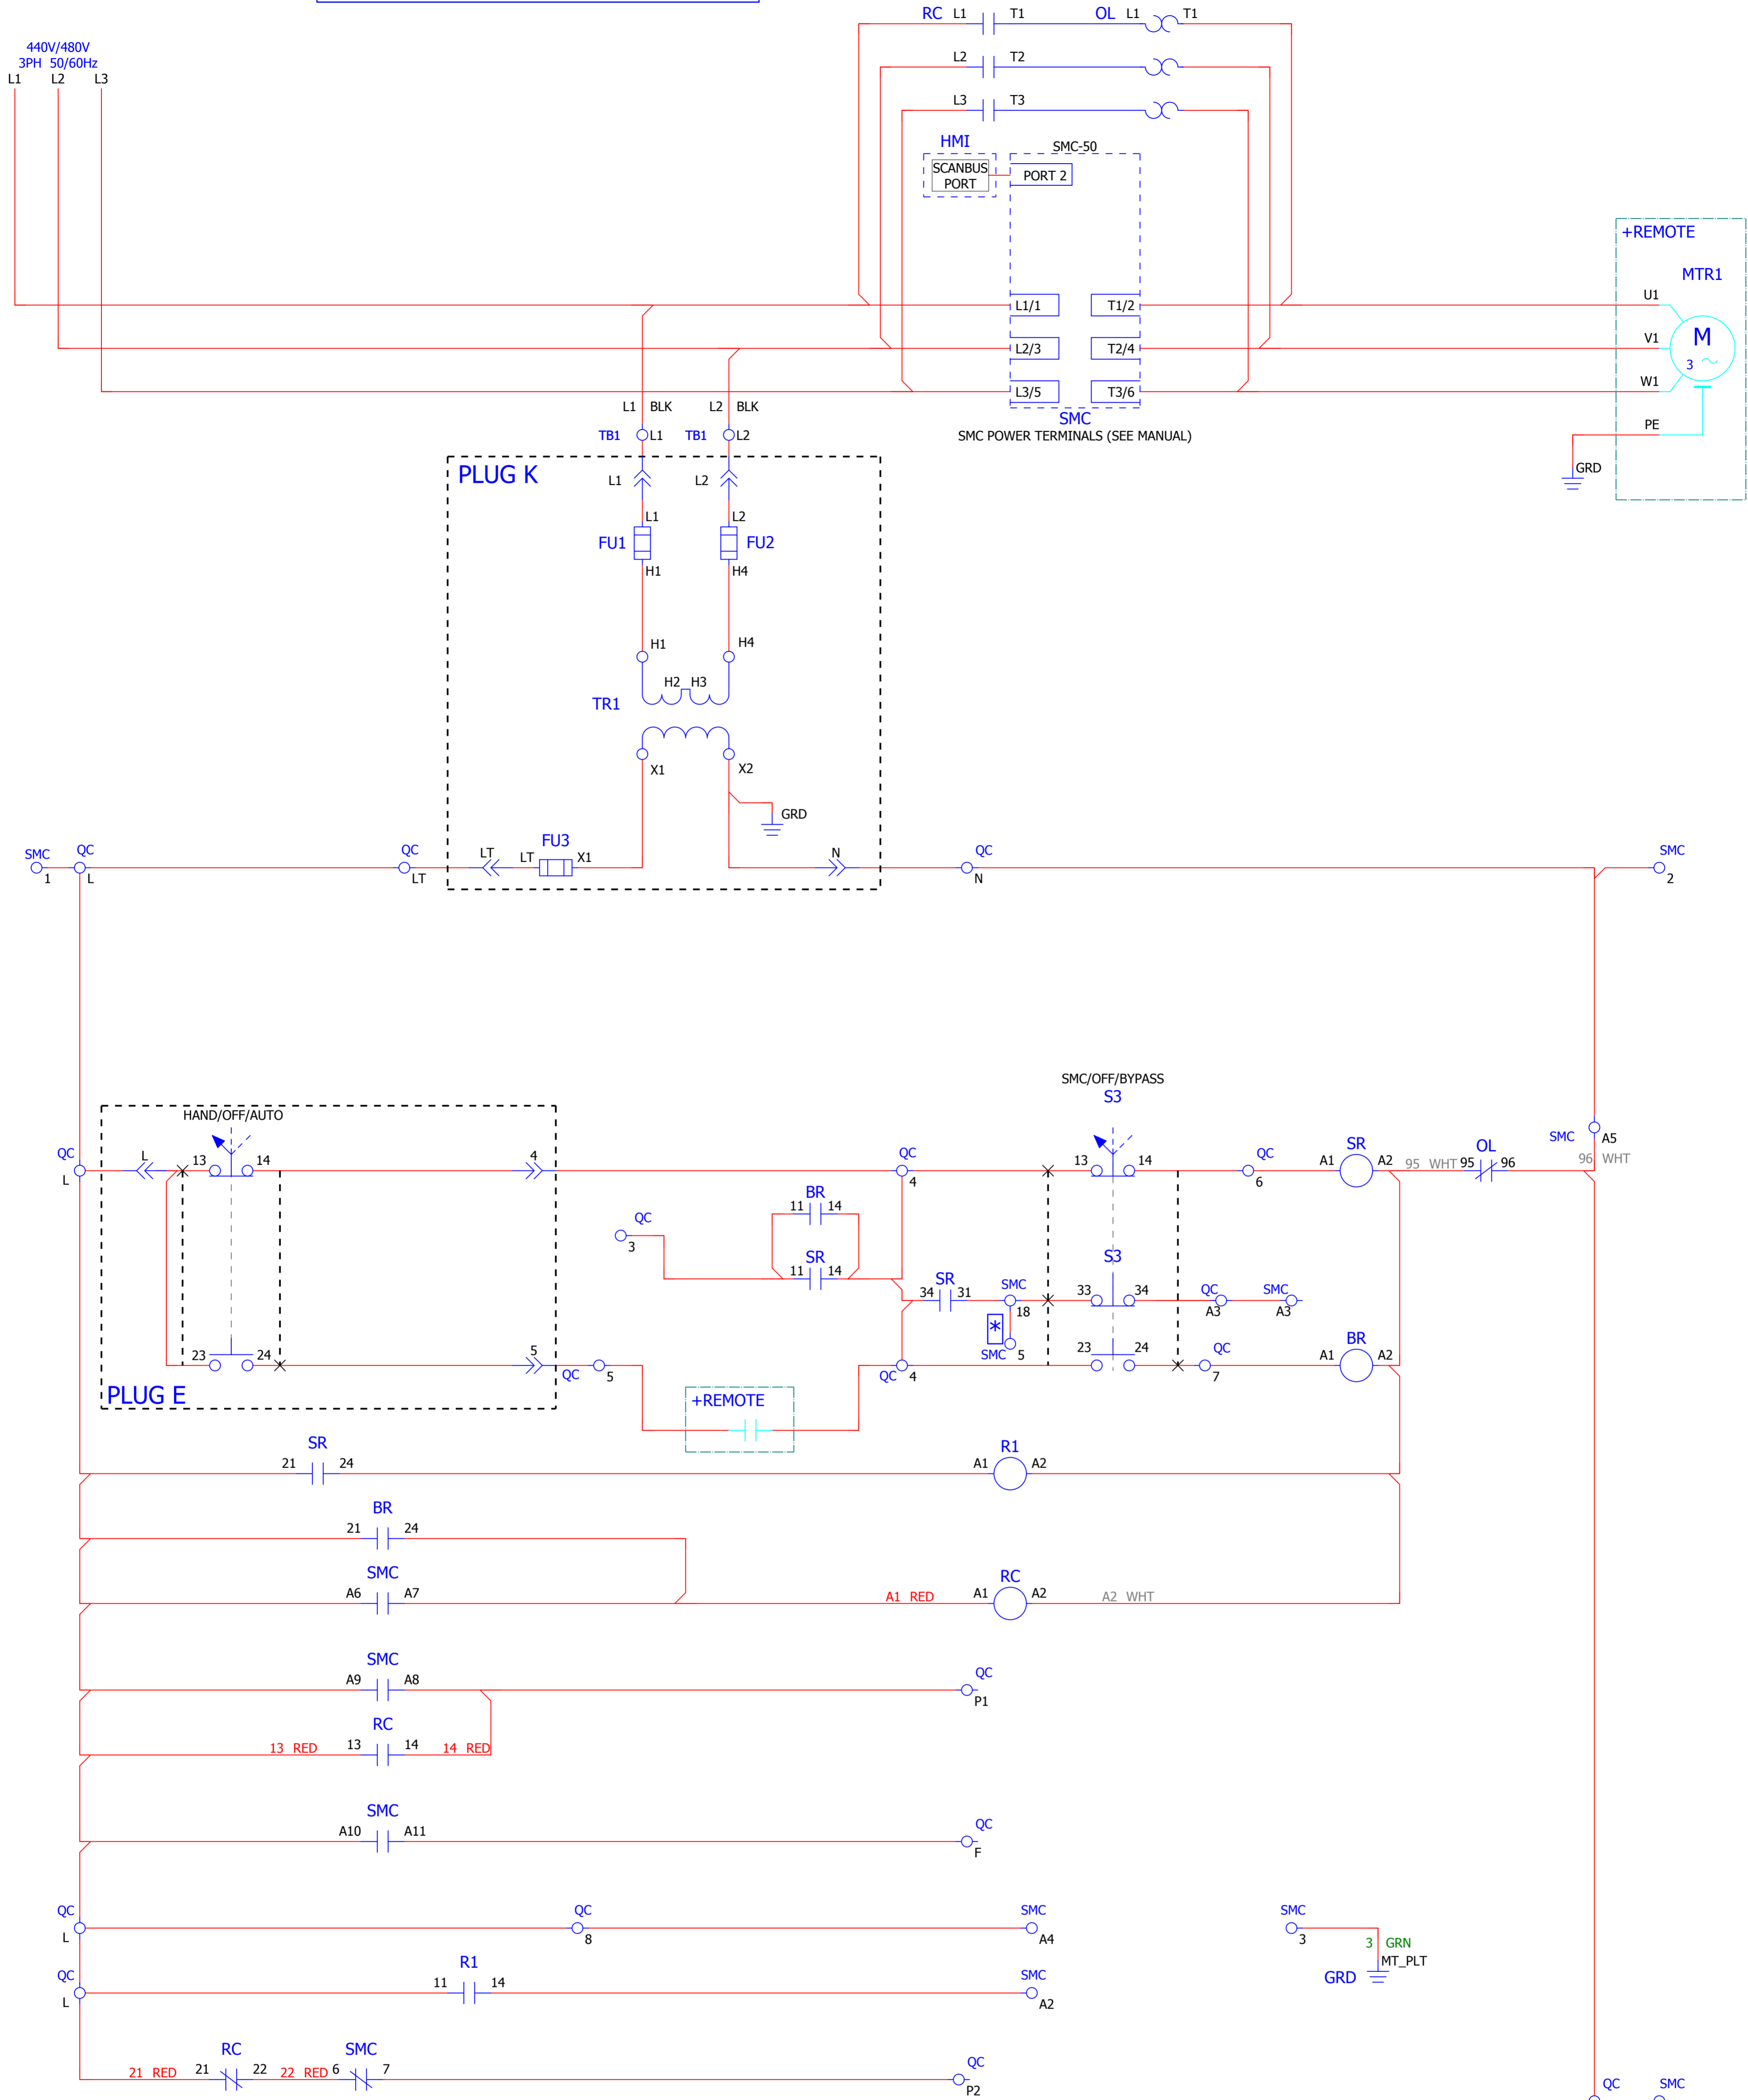 RC L1 T1 OL L1 T1
440V/480V
3PH 50/60Hz
L1 L2 L3
L2 T2
L3 T3
HMI
SMC-50
SCANBUS
PORT
PORT 2
+REMOTE
MTR1
L1/1 T1/2 U1
L2/3 T2/4 V1
M
3
L3/5 T3/6 W1
L1 BLK L2 BLK
SMC
SMC POWER TERMINALS (SEE MANUAL)
PE
TB1 L1 TB1 L2
GRD
PLUG K
L1 L2
L1 L2
FU1 FU2
H1 H4
H1 H4
H2 H3
TR1
X1 X2
GRD
SMC QC QC FU3 QC SMC
LT LT X1 N
1 L LT N 2
SMC/OFF/BYPASS
S3
HAND/OFF/AUTO
SMC A5
QC L 13 14 4 QC 13 14 QC SR OL
A1 A2 95 WHT 95 96 96 WHT
L 4 6
BR
11 14
QC
3
SR
11 14
S3
SR
34 31 SMC 33 34 QC SMC
18 A3 A3
*
SMC 5
23 24 5 23 24 QC BR
A1 A2
QC 5 QC 4 7
PLUG E
+REMOTE
SR R1
21 24 A1 A2
BR
21 24
SMC RC
A6 A7 A1 RED A1 A2 A2 WHT
SMC QC
A9 A8
P1
RC
13 RED 13 14 14 RED
SMC QC
A10 A11
F
QC QC SMC SMC
L 8 A4 3
3 GRN
MT_PLT
GRD
QC R1 SMC
11 14
L A2
RC SMC QC
21 RED 21 22 22 RED 6 7
P2
QC SMC